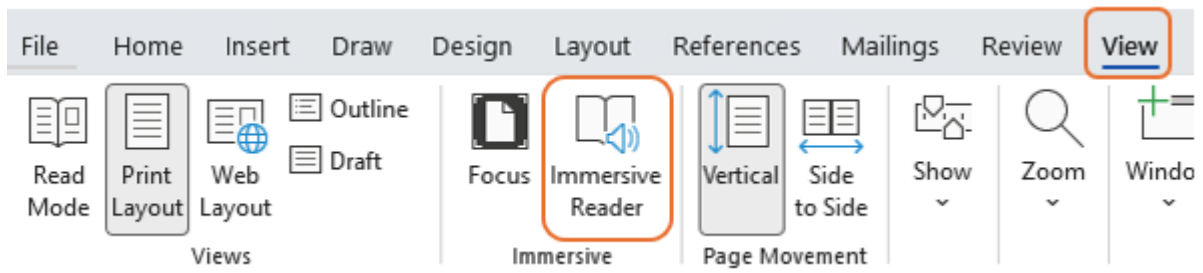 File Home Insert Draw Design Layout References Mailings Review View
Read Mode
Print Layout
Web Layout
Outline
Draft
Views
Focus
Immersive Reader
Immersive
Vertical
Side to Side
Page Movement
Show
Zoom
Windo